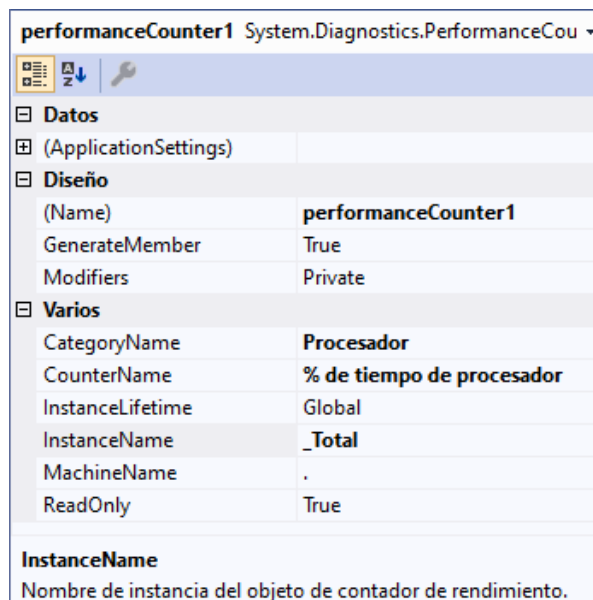 performanceCounter1 System.Diagnostics.PerformanceCou
Datos
(ApplicationSettings)
Diseño
(Name) performanceCounter1
GenerateMember True
Modifiers Private
Varios
CategoryName Procesador
CounterName % de tiempo de procesador
InstanceLifetime Global
InstanceName _Total
MachineName .
ReadOnly True
InstanceName
Nombre de instancia del objeto de contador de rendimiento.